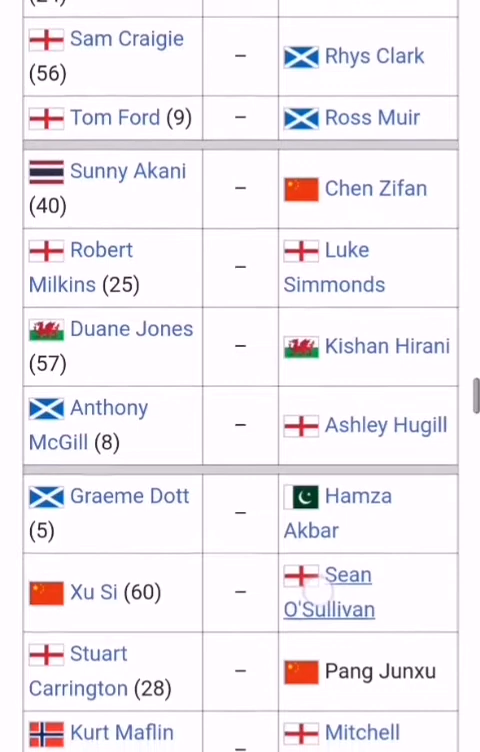 (24)
Sam Craigie
(56)
–
Rhys Clark
Tom Ford (9)
–
Ross Muir
Sunny Akani
(40)
–
Chen Zifan
Robert
Milkins (25)
–
Luke
Simmonds
Duane Jones
(57)
–
Kishan Hirani
Anthony
McGill (8)
–
Ashley Hugill
Graeme Dott
(5)
–
Hamza
Akbar
Xu Si (60)
–
Sean
O'Sullivan
Stuart
Carrington (28)
–
Pang Junxu
Kurt Maflin
–
Mitchell